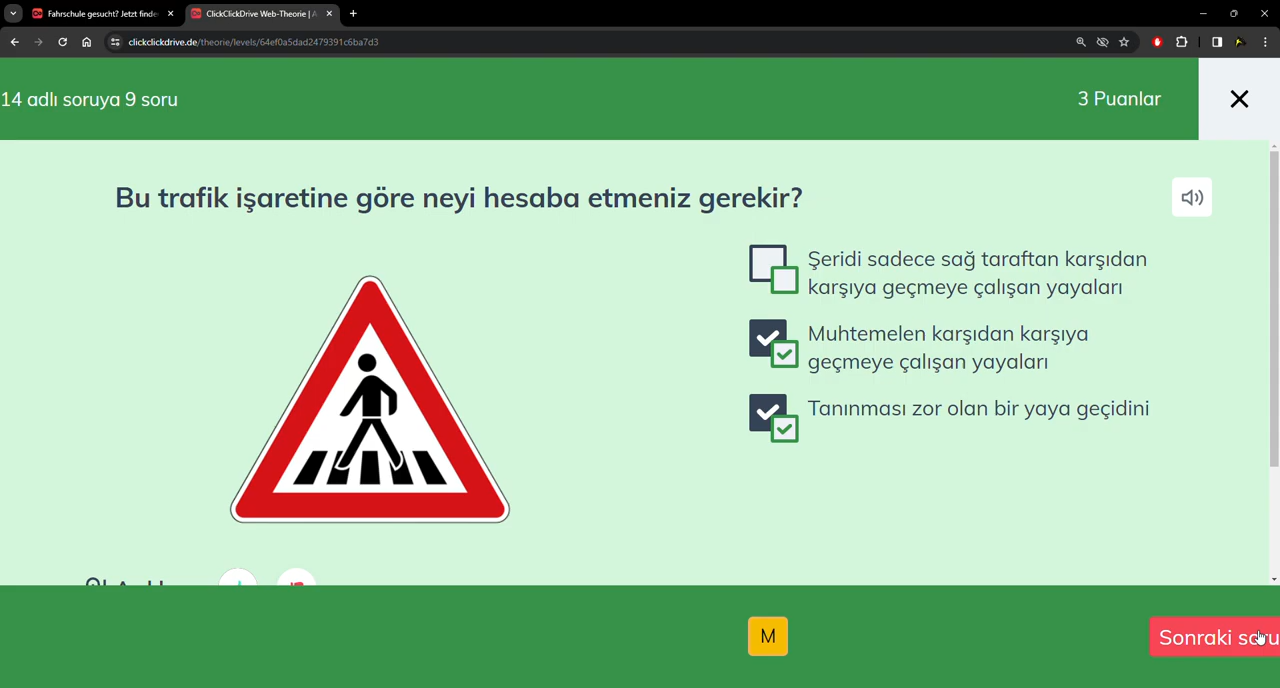 Fahrschule gesucht? Jetzt finde
ClickClickDrive Web-Theorie | A
clickclickdrive.de/theorie/levels/64ef0a5dad2479391c6ba7d3
14 adlı soruya 9 soru
3 Puanlar
Bu trafik işaretine göre neyi hesaba etmeniz gerekir?
Şeridi sadece sağ taraftan karşıdan
karşıya geçmeye çalışan yayaları
Muhtemelen karşıdan karşıya
geçmeye çalışan yayaları
Tanınması zor olan bir yaya geçidini
M
Sonraki soru